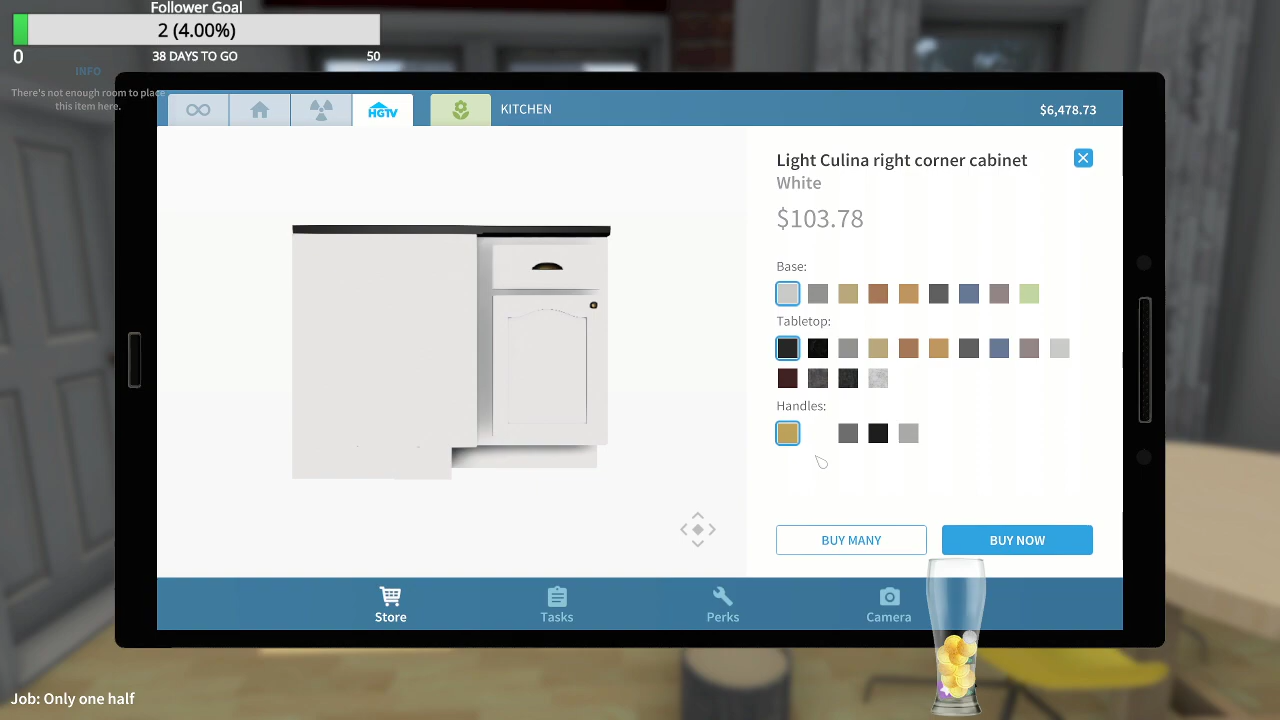 Follower Goal
2 (4.00%)
0
38 DAYS TO GO
50
INFO
There's not enough room to place
this item here.
HGTV
KITCHEN
$6,478.73
Light Culina right corner cabinet
White
$103.78
Base:
Tabletop:
Handles:
BUY MANY
BUY NOW
Store
Tasks
Perks
Camera
Job: Only one half